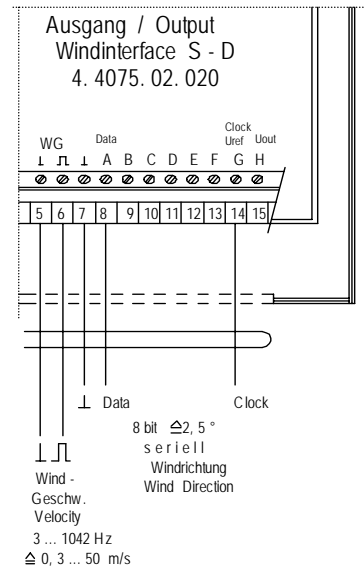 Ausgang / Output
Windinterface S - D
4. 4075. 02. 020
Clock
WG Data Uref Uout
⊥ ⎍ ⊥ A B C D E F G H
5 6 7 8 9 10 11 12 13 14 15
⊥ Data Clock
8 bit ≙2, 5 °
seriell
Windrichtung
Wind Direction
⊥ ⎍
Wind -
Geschw.
Velocity
3 ... 1042 Hz
≙ 0, 3 ... 50 m/s